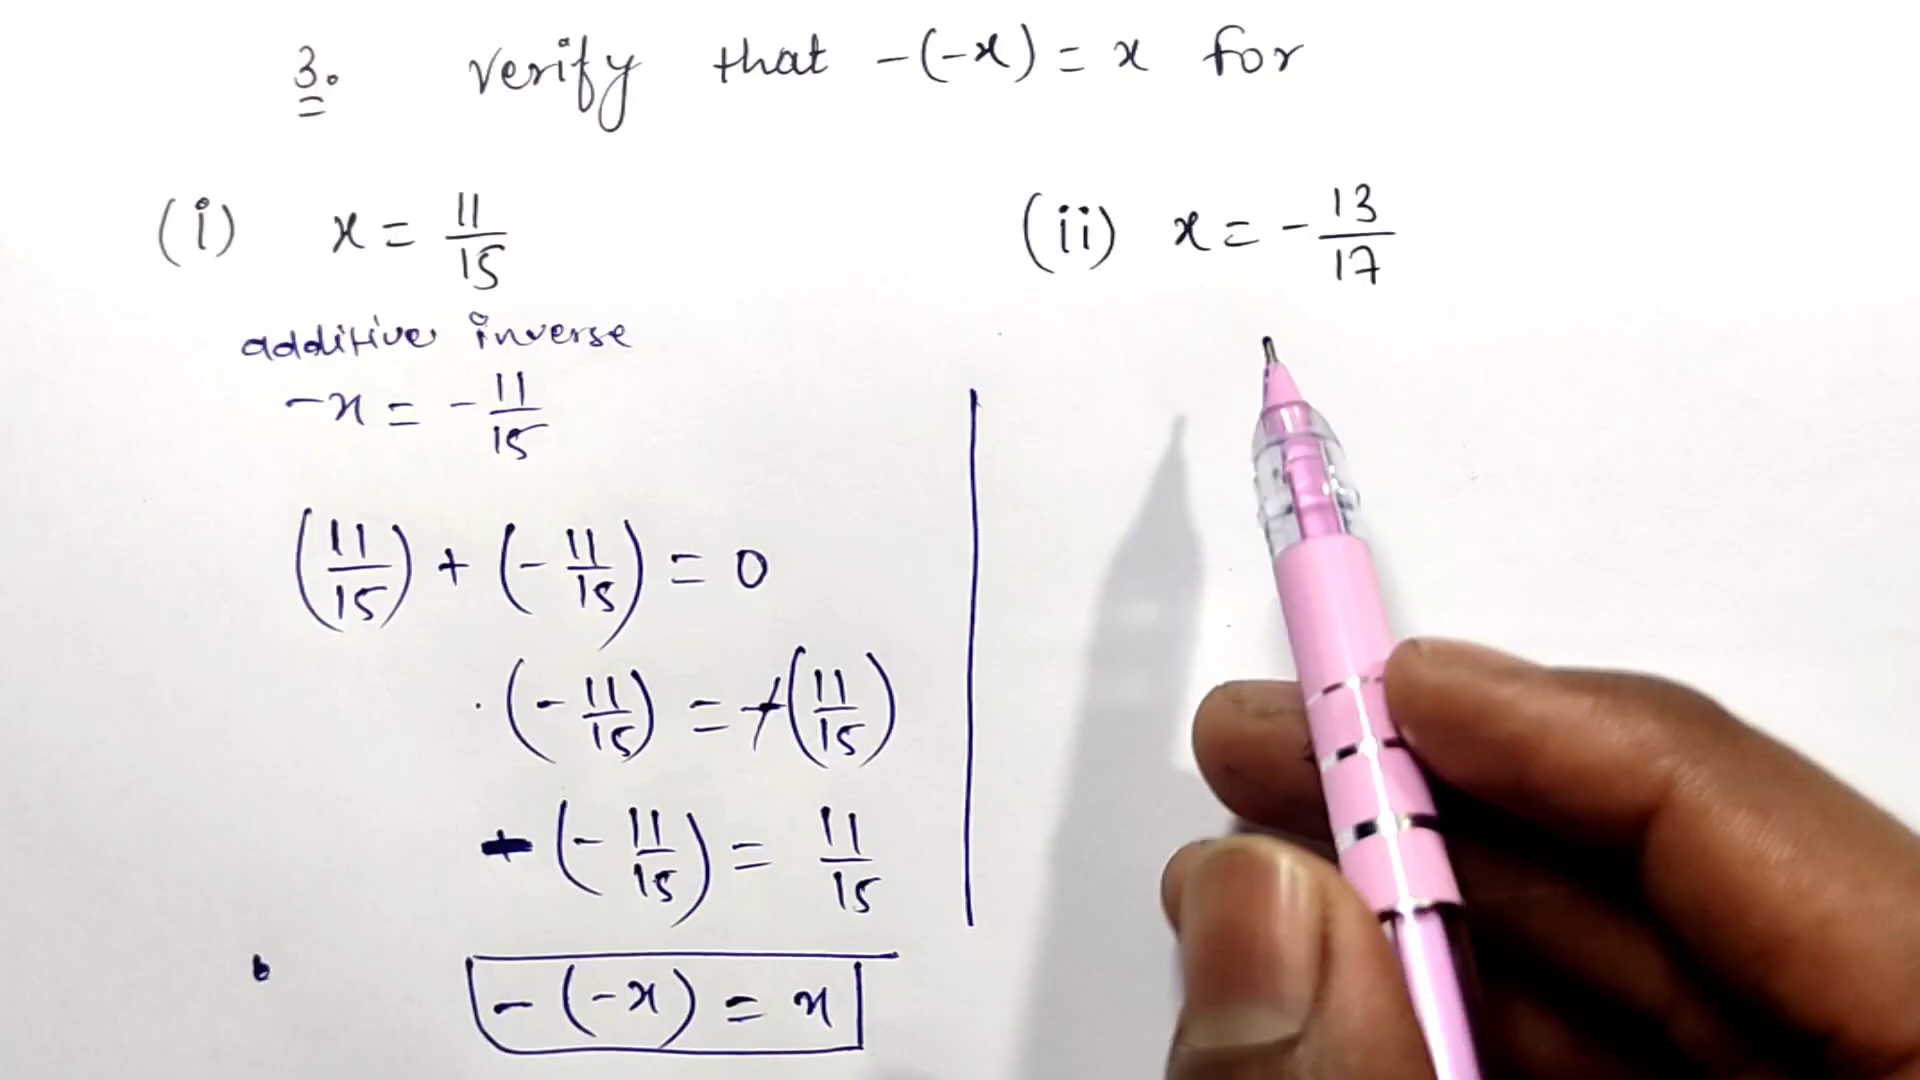 3. verify that -(-x) = x for
(i) x = 11/15
additive inverse
-x = -11/15
(11/15) + (-11/15) = 0
(-11/15) = -(11/15)
-(-11/15) = 11/15
-(-x) = x
(ii) x = -13/17